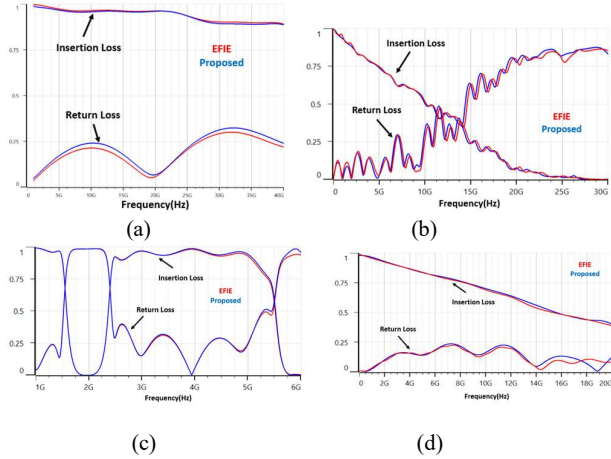 1
0.75
0.5
0.25
0
Insertion Loss
EFIE
Proposed
Return Loss
0 5G 10G 15G 20G 25G 30G 35G 40G
Frequency(Hz)
(a)
1
0.75
0.5
0.25
0
Insertion Loss
Return Loss
EFIE
Proposed
0 5G 10G 15G 20G 25G 30G
Frequency(Hz)
(b)
1
0.75
0.5
0.25
0
Insertion Loss
EFIE
Proposed
Return Loss
1G 2G 3G 4G 5G 6G
Frequency(Hz)
(c)
1
0.75
0.5
0.25
0
EFIE
Proposed
Insertion Loss
Return Loss
0 2G 4G 6G 8G 10G 12G 14G 16G 18G 20G
Frequency(Hz)
(d)